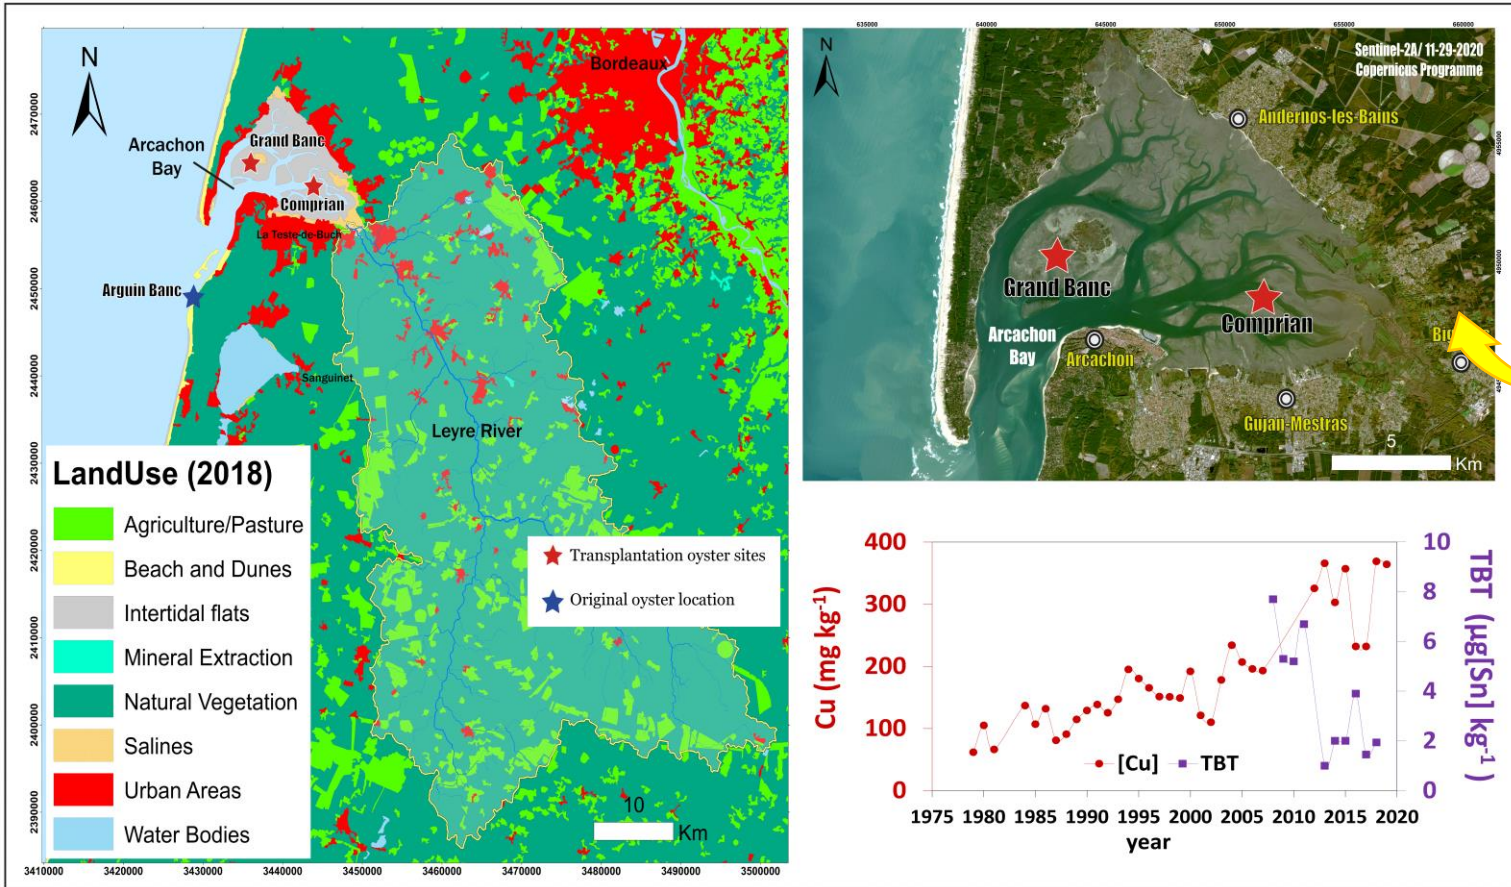 N
Bordeaux
Grand Banc
Arcachon
Bay
Comprian
La Teste-de-Buch
Arguin Banc
Sanguinet
Leyre River
LandUse (2018)
Agriculture/Pasture
Beach and Dunes
Intertidal flats
Mineral Extraction
Natural Vegetation
Salines
Urban Areas
Water Bodies
Transplantation oyster sites
Original oyster location
10
Km
2470000
2460000
2450000
2440000
2430000
2420000
2410000
2400000
2390000
3410000 3420000 3430000 3440000 3450000 3460000 3470000 3480000 3490000 3500000
635000 640000 645000 650000 655000 660000
N
Sentinel-2A/ 11-29-2020
Copernicus Programme
Andernos-les-Bains
4955000
4950000
Grand Banc
Comprian
Arcachon
Bay
Arcachon
Gujan-Mestras
5
Km
Cu (mg kg-1)
400
300
200
100
0
TBT (µg[Sn] kg-1)
10
8
6
4
2
0
[Cu] TBT
1975 1980 1985 1990 1995 2000 2005 2010 2015 2020
year